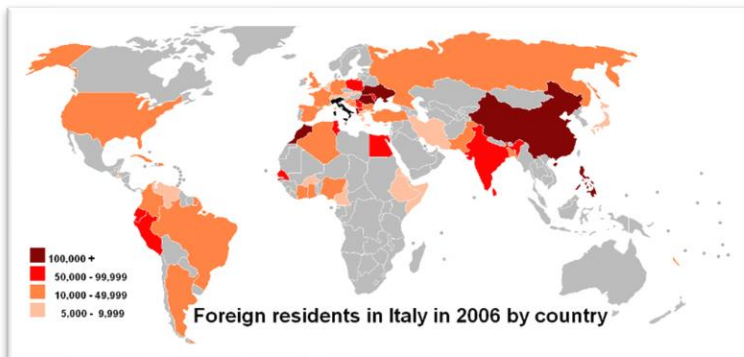 100,000 +
50,000 - 99,999
10,000 - 49,999
5,000 - 9,999
Foreign residents in Italy in 2006 by country